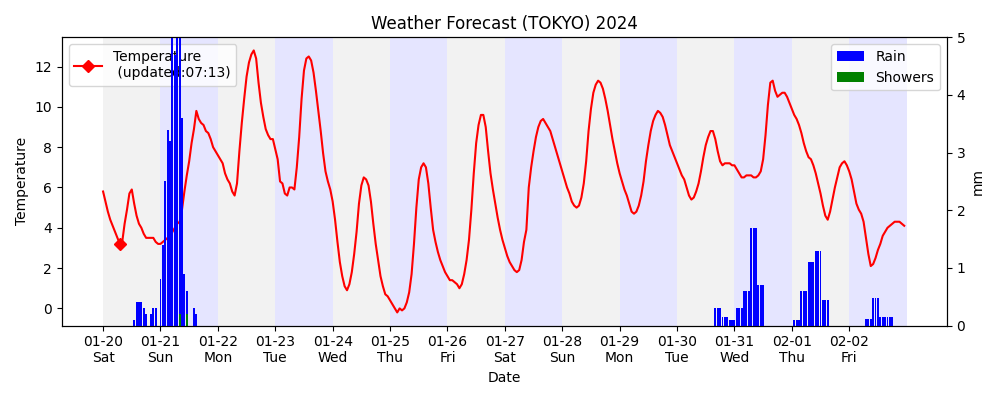 Weather Forecast (TOKYO) 2024
Temperature
(updated:07:13)
Rain
Showers
Temperature
12
10
8
6
4
2
0
5
4
3
2
1
0
mm
01-20 01-21 01-22 01-23 01-24 01-25 01-26 01-27 01-28 01-29 01-30 01-31 02-01 02-02
Sat Sun Mon Tue Wed Thu Fri Sat Sun Mon Tue Wed Thu Fri
Date